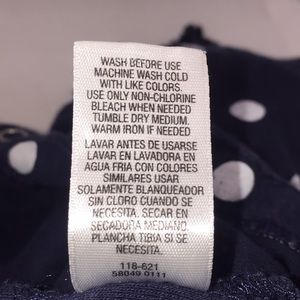 WASH BEFORE USE
MACHINE WASH COLD
WITH LIKE COLORS.
USE ONLY NON-CHLORINE
BLEACH WHEN NEEDED
TUMBLE DRY MEDIUM.
WARM IRON IF NEEDED
LAVAR ANTES DE USARSE
LAVAR EN LAVADORA EN
AGUA FRIA CON COLORES
SIMILARES USAR
SOLAMENTE BLANQUEADOR
SIN CLORO CUANDO SE
NECESITA. SECAR EN
SECADORA MEDIANO.
PLANCHA TIBIA SI SE
NECESITA.
118-621
58049 0111